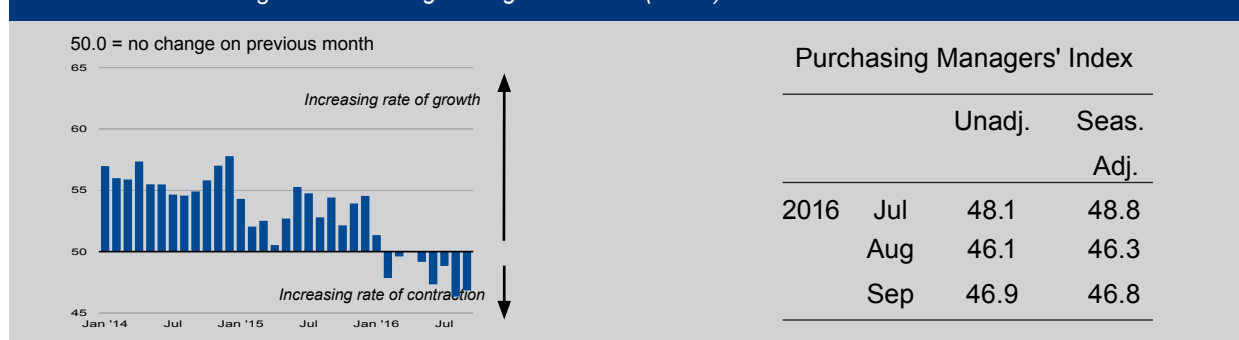 50.0 = no change on previous month
65
Increasing rate of growth
60
55
50
Increasing rate of contraction
45
Jan '14 Jul Jan '15 Jul Jan '16 Jul
Purchasing Managers' Index
Unadj. Seas.
Adj.
2016 Jul 48.1 48.8
Aug 46.1 46.3
Sep 46.9 46.8